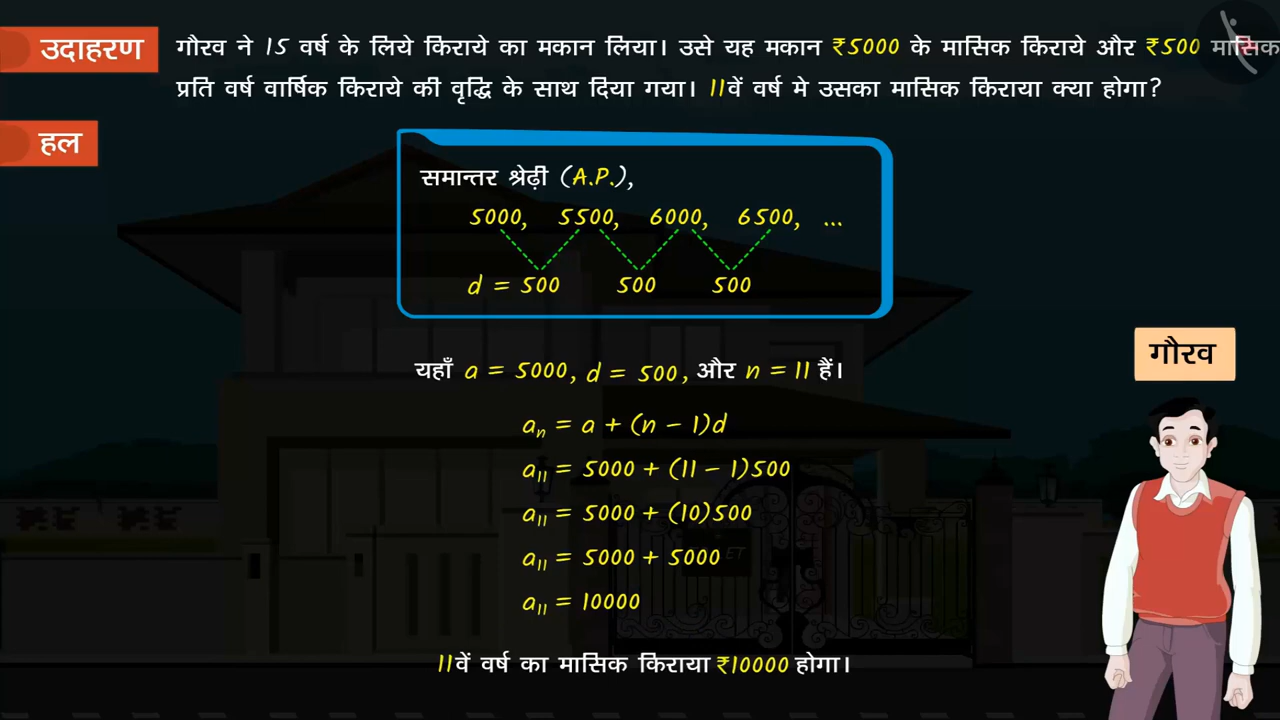 उदाहरण
गौरव ने 15 वर्ष के लिये किराये का मकान लिया। उसे यह मकान ₹5000 के मासिक किराये और ₹500 मासिक
प्रति वर्ष वार्षिक किराये की वृद्धि के साथ दिया गया। 11वें वर्ष मे उसका मासिक किराया क्या होगा?
हल
समान्तर श्रेढ़ी (A.P.),
5000, 5500, 6000, 6500, ...
d = 500 500 500
यहाँ a = 5000, d = 500, और n = 11 हैं।
गौरव
aₙ = a + (n − 1)d
a₁₁ = 5000 + (11 − 1)500
a₁₁ = 5000 + (10)500
a₁₁ = 5000 + 5000
a₁₁ = 10000
11वें वर्ष का मासिक किराया ₹10000 होगा।